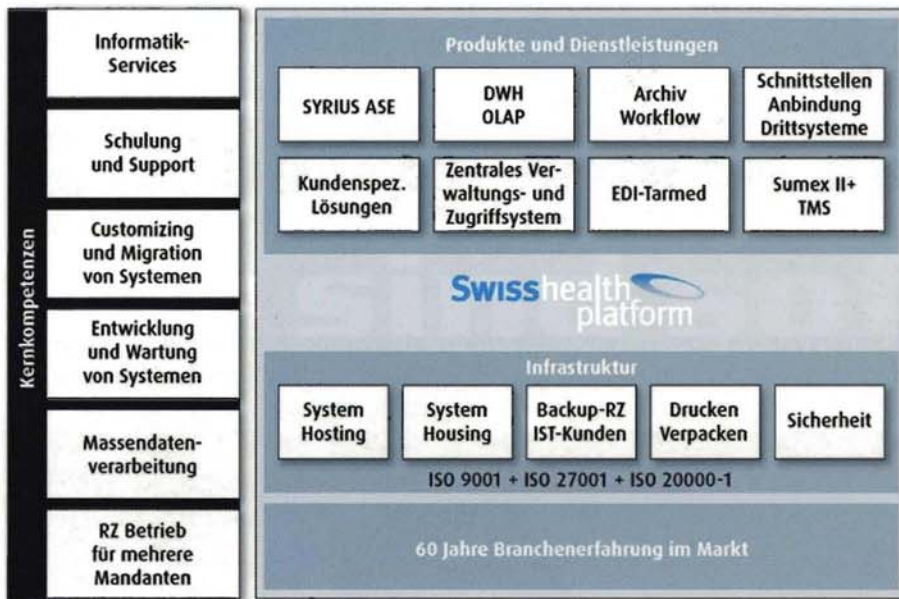 Kernkompetenzen
Informatik-
Services
Schulung
und Support
Customizing
und Migration
von Systemen
Entwicklung
und Wartung
von Systemen
Massendaten-
verarbeitung
RZ Betrieb
für mehrere
Mandanten
Produkte und Dienstleistungen
SYRIUS ASE
DWH
OLAP
Archiv
Workflow
Schnittstellen
Anbindung
Drittsysteme
Kundenspez.
Lösungen
Zentrales Ver-
waltungs- und
Zugriffsystem
EDI-Tarmed
Sumex II+
TMS
Swisshealth
platform
Infrastruktur
System
Hosting
System
Housing
Backup-RZ
IST-Kunden
Drucken
Verpacken
Sicherheit
ISO 9001 + ISO 27001 + ISO 20000-1
60 Jahre Branchenerfahrung im Markt